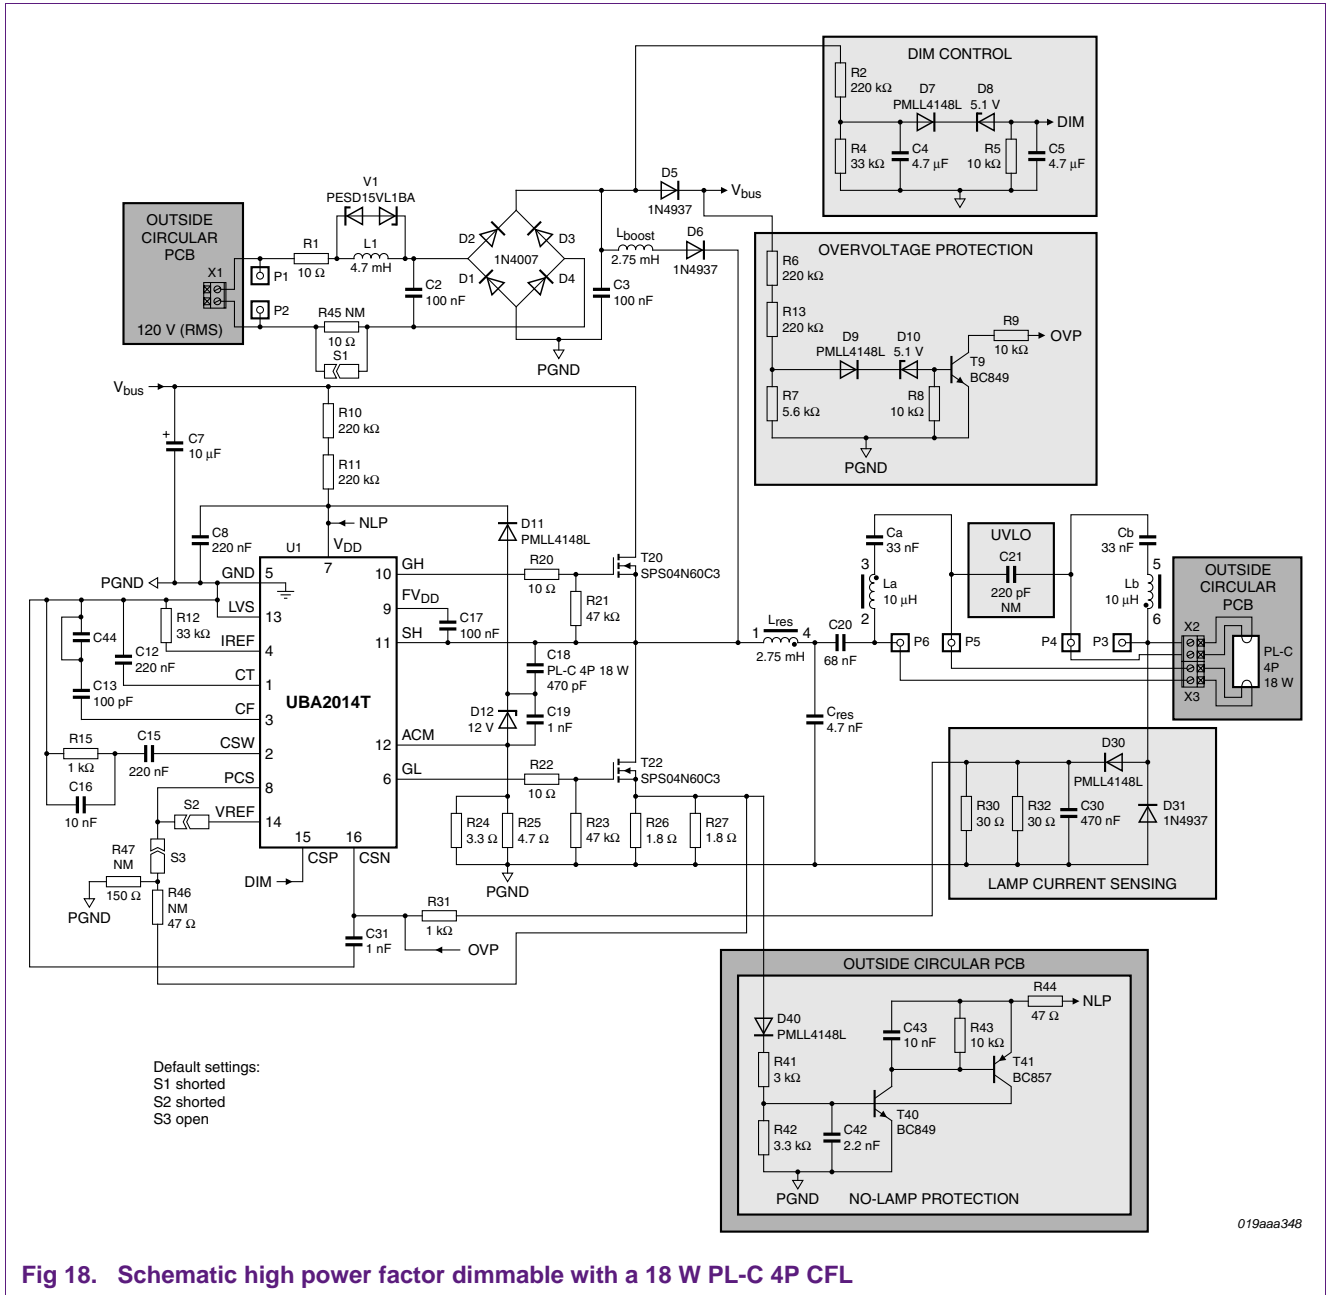 DIM CONTROL
R2
220 kΩ
D7
PMLL4148L
D8
5.1 V
DIM
R4
33 kΩ
C4
4.7 μF
R5
10 kΩ
C5
4.7 μF
V1
PESD15VL1BA
OUTSIDE
CIRCULAR
PCB
X1
120 V (RMS)
P1
P2
R1
10 Ω
L1
4.7 mH
R45 NM
10 Ω
S1
C2
100 nF
D2
D3
1N4007
D1
D4
C3
100 nF
PGND
D5
1N4937
Vbus
Lboost
2.75 mH
D6
1N4937
OVERVOLTAGE PROTECTION
R6
220 kΩ
R13
220 kΩ
D9
PMLL4148L
D10
5.1 V
R9
10 kΩ
OVP
T9
BC849
R7
5.6 kΩ
R8
10 kΩ
PGND
Vbus
C7
10 μF
+
R10
220 kΩ
R11
220 kΩ
NLP
C8
220 nF
U1
VDD
7
D11
PMLL4148L
PGND
GND
5
LVS
13
IREF
4
CT
1
CF
3
CSW
2
PCS
8
VREF
14
15
CSP
16
CSN
UBA2014T
GH
10
FVDD
9
SH
11
ACM
12
GL
6
C44
C12
220 nF
R12
33 kΩ
C13
100 pF
R15
1 kΩ
C15
220 nF
C16
10 nF
S2
S3
R47
NM
150 Ω
PGND
R46
NM
47 Ω
DIM
C31
1 nF
R31
1 kΩ
OVP
R20
10 Ω
T20
SPS04N60C3
R21
47 kΩ
C17
100 nF
C18
PL-C 4P 18 W
470 pF
D12
12 V
C19
1 nF
R22
10 Ω
T22
SPS04N60C3
R24
3.3 Ω
R25
4.7 Ω
R23
47 kΩ
R26
1.8 Ω
R27
1.8 Ω
PGND
1
Lres
4
2.75 mH
C20
68 nF
Cres
4.7 nF
Ca
33 nF
3
La
10 μH
2
P6
P5
UVLO
C21
220 pF
NM
P4
P3
Cb
33 nF
5
Lb
10 μH
6
OUTSIDE
CIRCULAR
PCB
X2
X3
PL-C
4P
18 W
D30
PMLL4148L
R30
30 Ω
R32
30 Ω
C30
470 nF
D31
1N4937
LAMP CURRENT SENSING
OUTSIDE CIRCULAR PCB
D40
PMLL4148L
R41
3 kΩ
R42
3.3 kΩ
C42
2.2 nF
C43
10 nF
R43
10 kΩ
R44
47 Ω
NLP
T41
BC857
T40
BC849
PGND
NO-LAMP PROTECTION
Default settings:
S1 shorted
S2 shorted
S3 open
019aaa348
Fig 18. Schematic high power factor dimmable with a 18 W PL-C 4P CFL